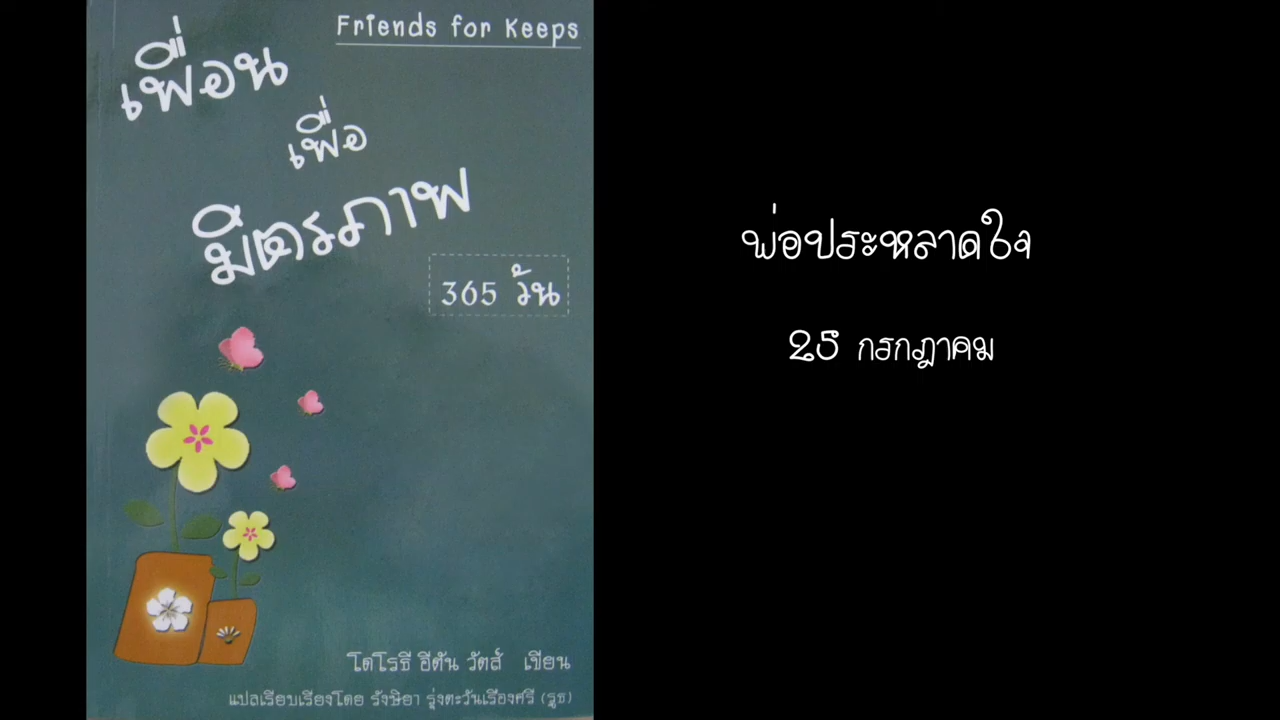 Friends for Keeps
เพื่อน
เพื่อ
มิตรภาพ
365 วัน
โดโรธี อีตัน วัตส์ เขียน
แปลเรียบเรียงโดย รังษิอา รุ่งตะวันเรืองศรี (รูธ)
พ่อประหลาดใจ
25 กรกฎาคม